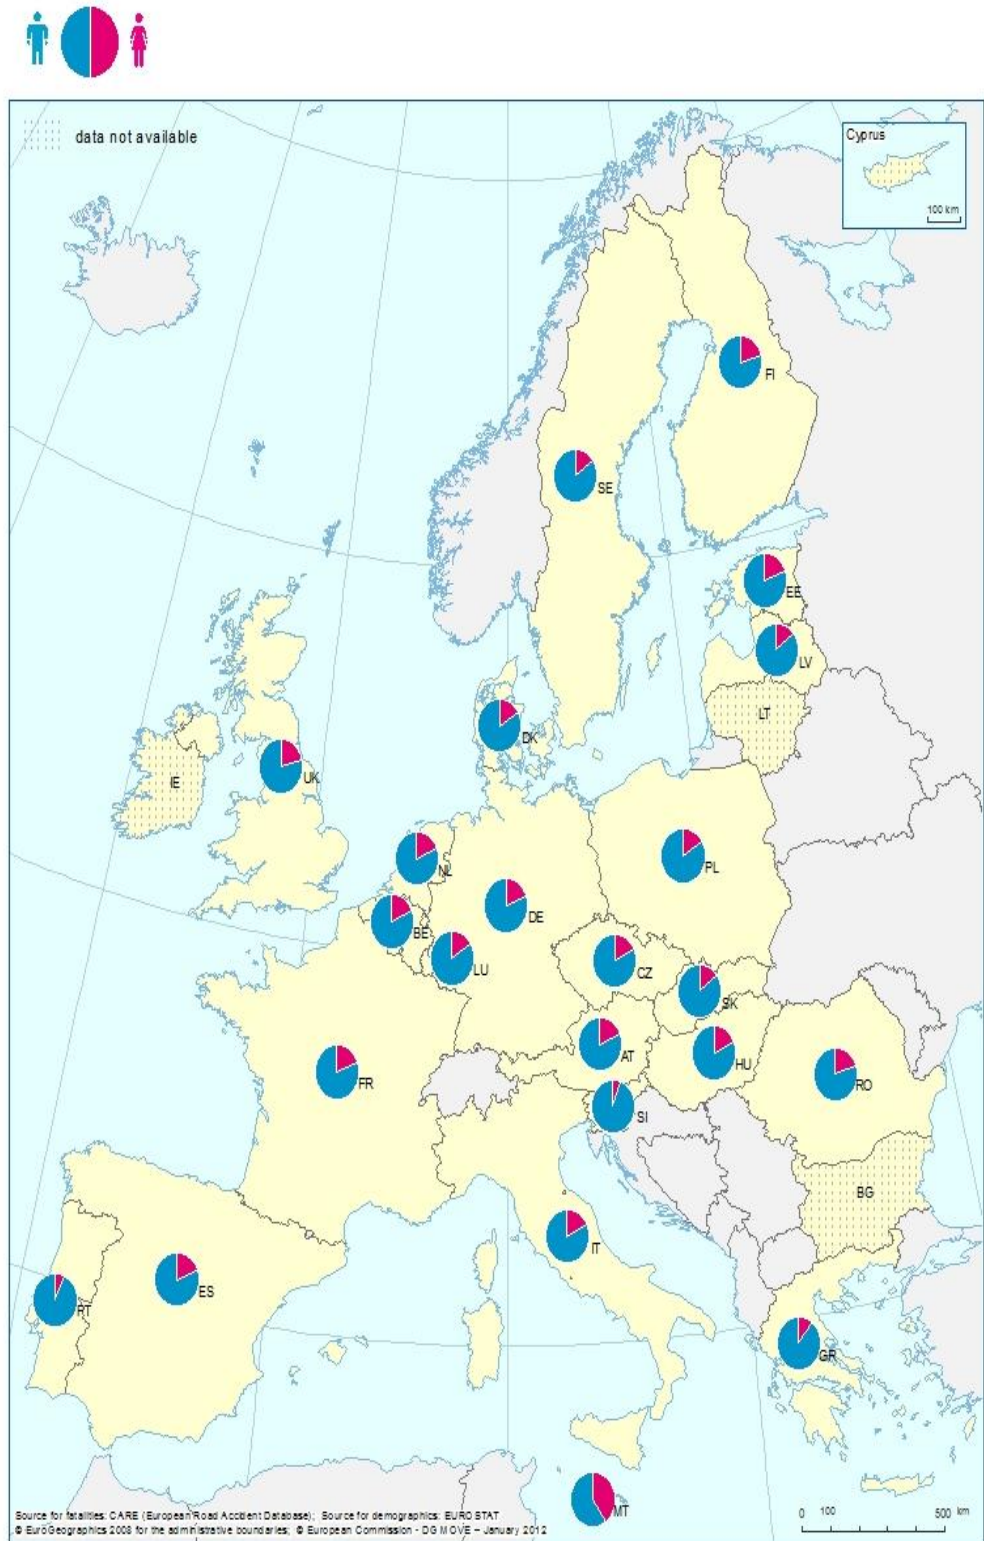 data not available
Cyprus
100 km
FI
SE
EE
LV
LT
DK
IE
UK
NL
PL
BE
DE
LU
CZ
SK
AT
HU
FR
RO
SI
BG
IT
ES
RT
GR
MT
Source for fatalities: CARE (European Road Accident Database); Source for demographics: EUROSTAT
© EuroGeographics 2008 for the administrative boundaries; © European Commission - DG MOVE – January 2012
0 100 500 km